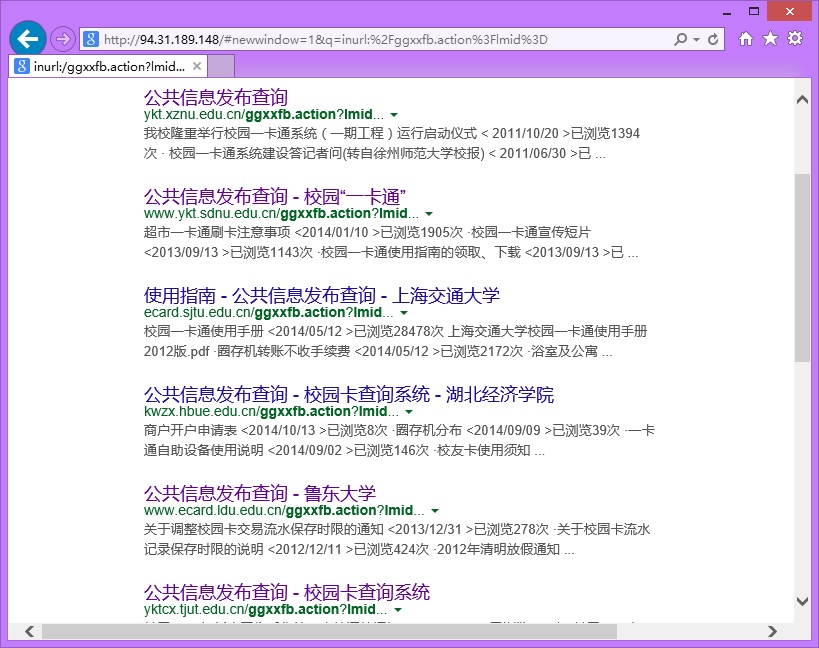 http://94.31.189.148/#newwindow=1&q=inurl:%2Fggxxfb.action%3Flmid%3D
inurl:/ggxxfb.action?lmid...
公共信息发布查询
ykt.xznu.edu.cn/ggxxfb.action?lmid...
我校隆重举行校园一卡通系统（一期工程）运行启动仪式 < 2011/10/20 >已浏览1394
次 · 校园一卡通系统建设答记者问(转自徐州师范大学校报) < 2011/06/30 >已 ...
公共信息发布查询 - 校园“一卡通”
www.ykt.sdnu.edu.cn/ggxxfb.action?lmid...
超市一卡通刷卡注意事项 <2014/01/10 >已浏览1905次 ·校园一卡通宣传短片
<2013/09/13 >已浏览1143次 ·校园一卡通使用指南的领取、下载 <2013/09/13 >已 ...
使用指南 - 公共信息发布查询 - 上海交通大学
ecard.sjtu.edu.cn/ggxxfb.action?lmid...
校园一卡通使用手册 <2014/05/12 >已浏览28478次 上海交通大学校园一卡通使用手册
2012版.pdf ·圈存机转账不收手续费 <2014/05/12 >已浏览2172次 ·浴室及公寓 ...
公共信息发布查询 - 校园卡查询系统 - 湖北经济学院
kwzx.hbue.edu.cn/ggxxfb.action?lmid...
商户开户申请表 <2014/10/13 >已浏览8次 ·圈存机分布 <2014/09/09 >已浏览39次 ·一卡
通自助设备使用说明 <2014/09/02 >已浏览146次 ·校友卡使用须知 ...
公共信息发布查询 - 鲁东大学
www.ecard.ldu.edu.cn/ggxxfb.action?lmid...
关于调整校园卡交易流水保存时限的通知 <2013/12/31 >已浏览278次 ·关于校园卡流水
记录保存时限的说明 <2012/12/11 >已浏览424次 ·2012年清明放假通知 ...
公共信息发布查询 - 校园卡查询系统
yktcx.tjut.edu.cn/ggxxfb.action?lmid...